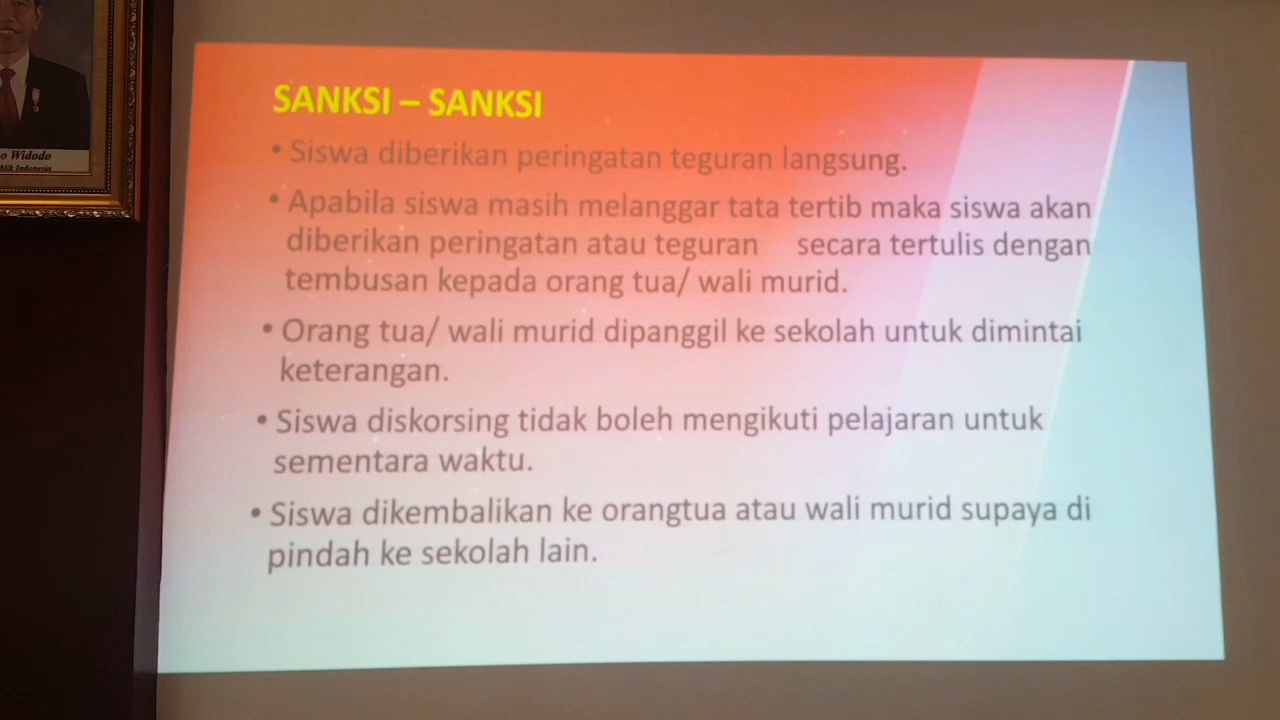 o Widodo
blik Indonesia
SANKSI – SANKSI
• Siswa diberikan peringatan teguran langsung.
• Apabila siswa masih melanggar tata tertib maka siswa akan
diberikan peringatan atau teguran secara tertulis dengan
tembusan kepada orang tua/ wali murid.
• Orang tua/ wali murid dipanggil ke sekolah untuk dimintai
keterangan.
• Siswa diskorsing tidak boleh mengikuti pelajaran untuk
sementara waktu.
• Siswa dikembalikan ke orangtua atau wali murid supaya di
pindah ke sekolah lain.